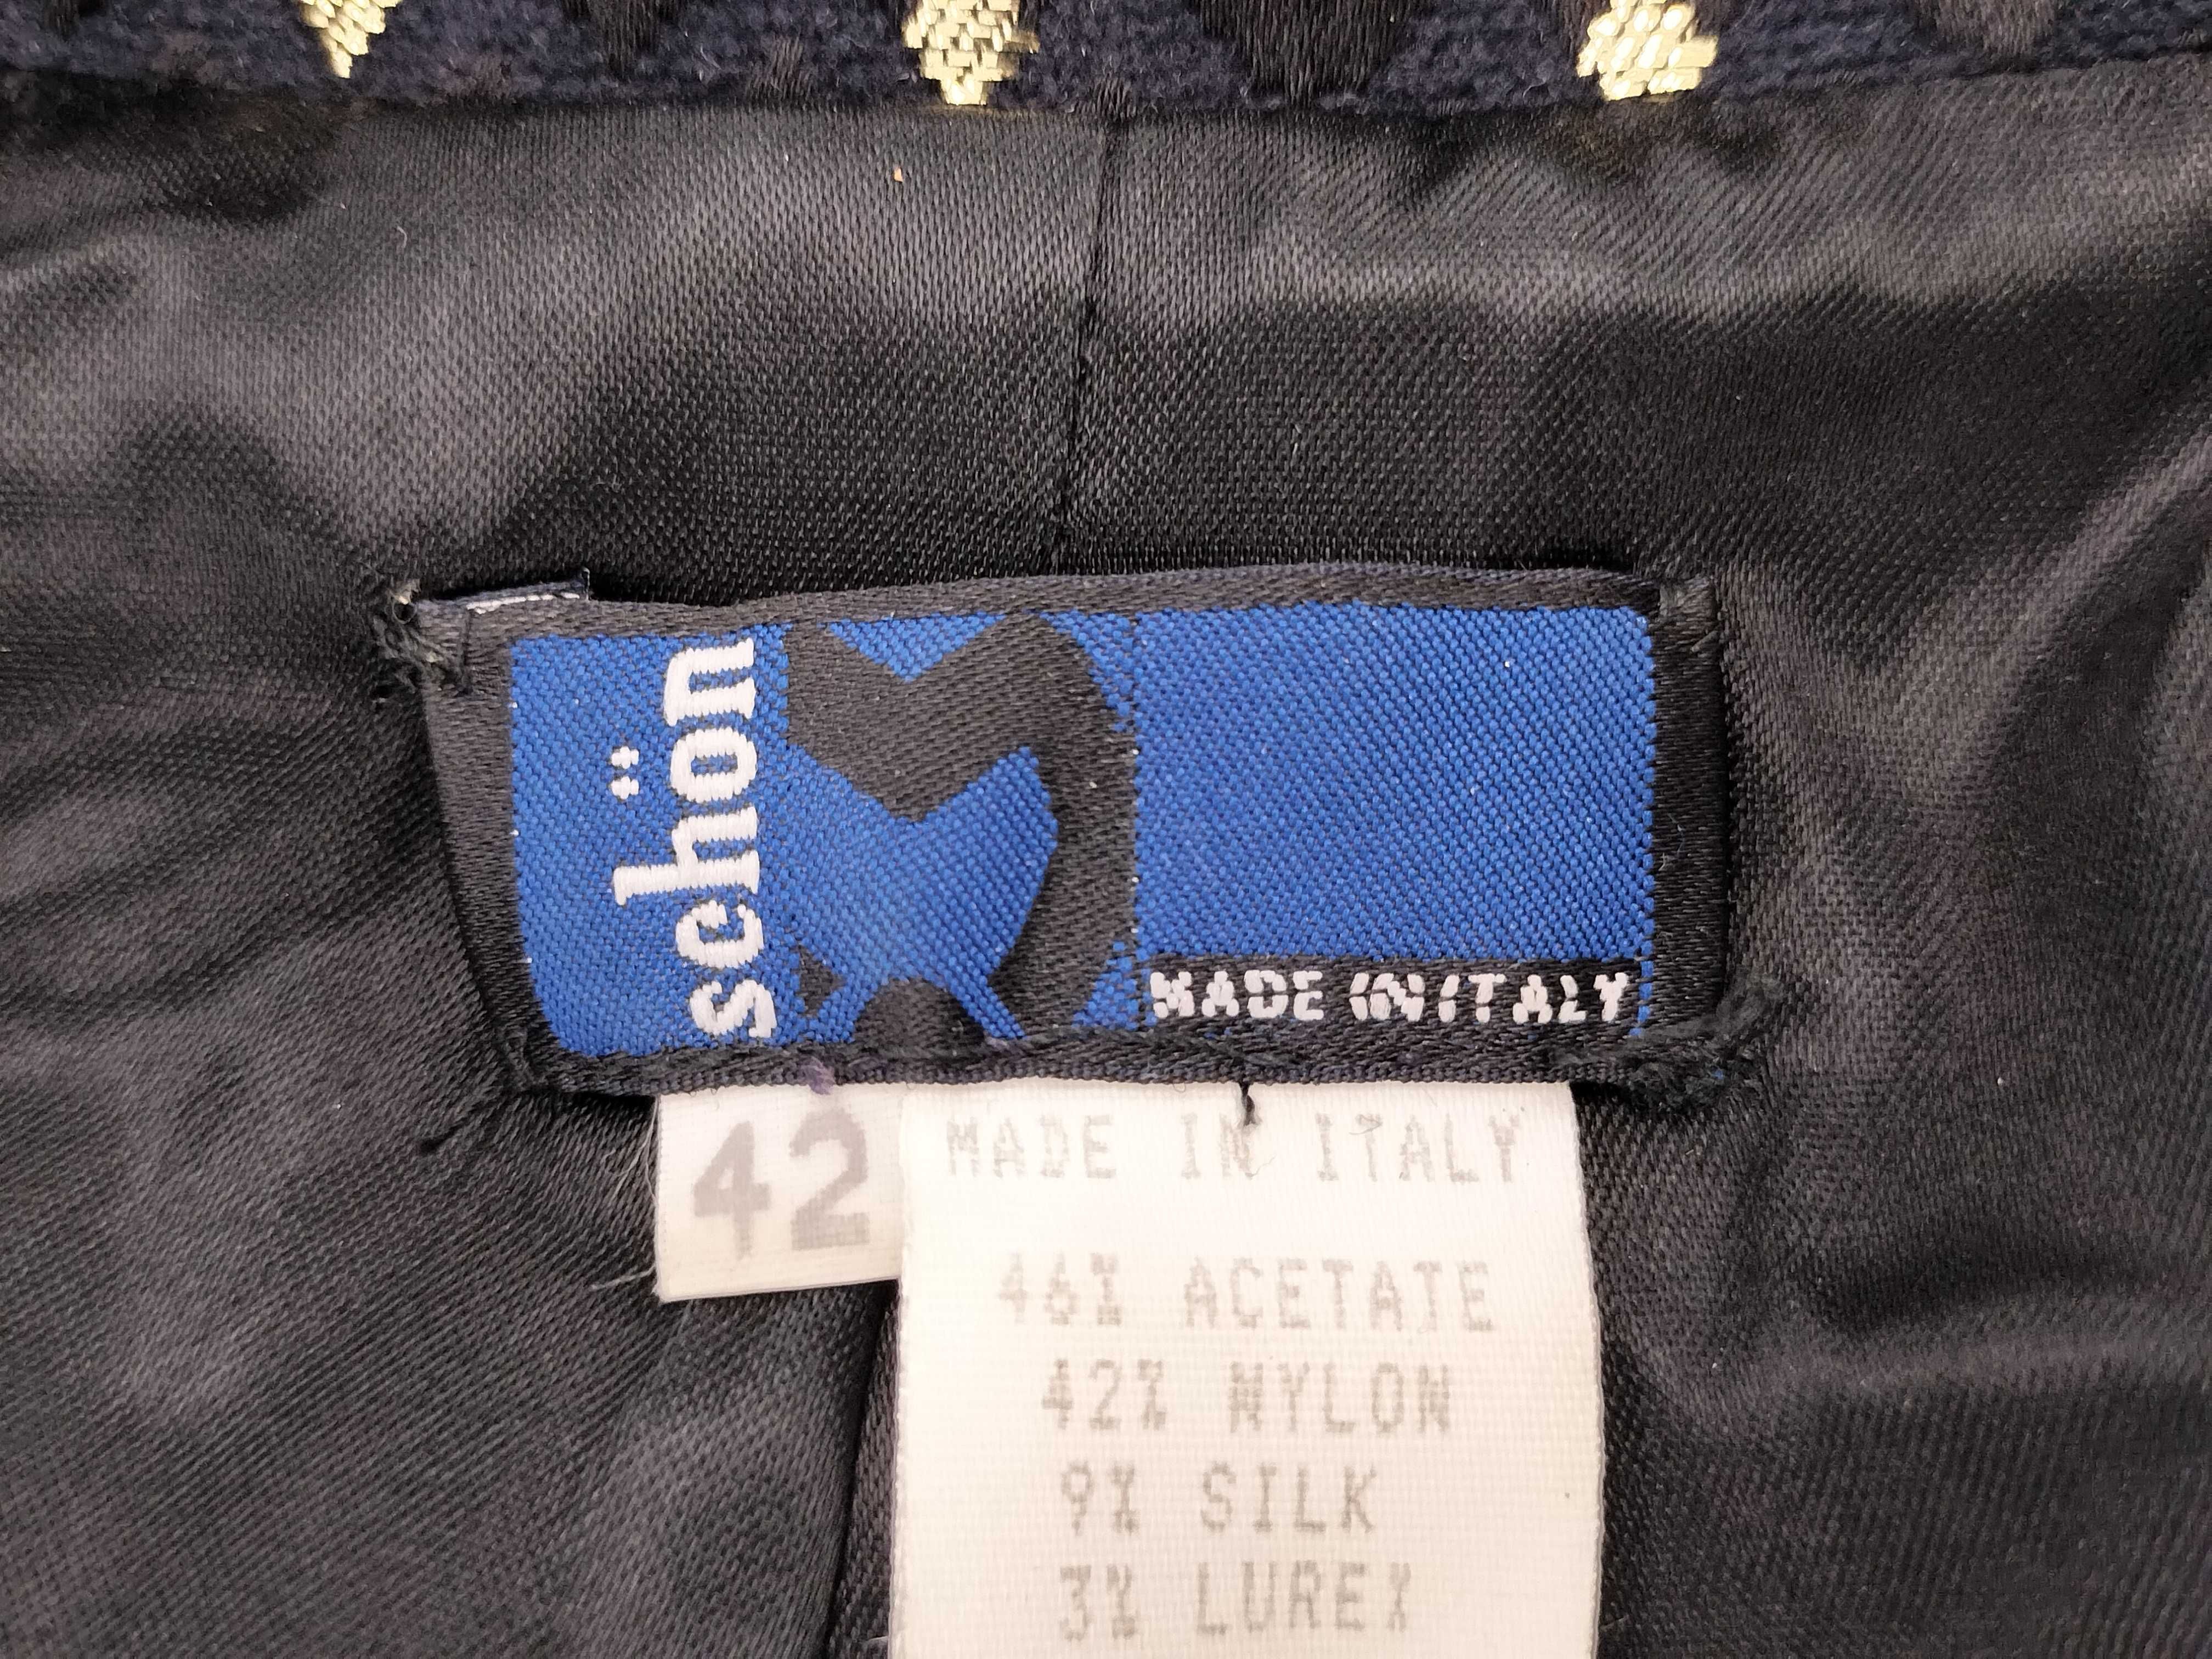 schön
MADE IN ITALY
42
MADE IN ITALY
46% ACETATE
42% NYLON
9% SILK
3% LUREX